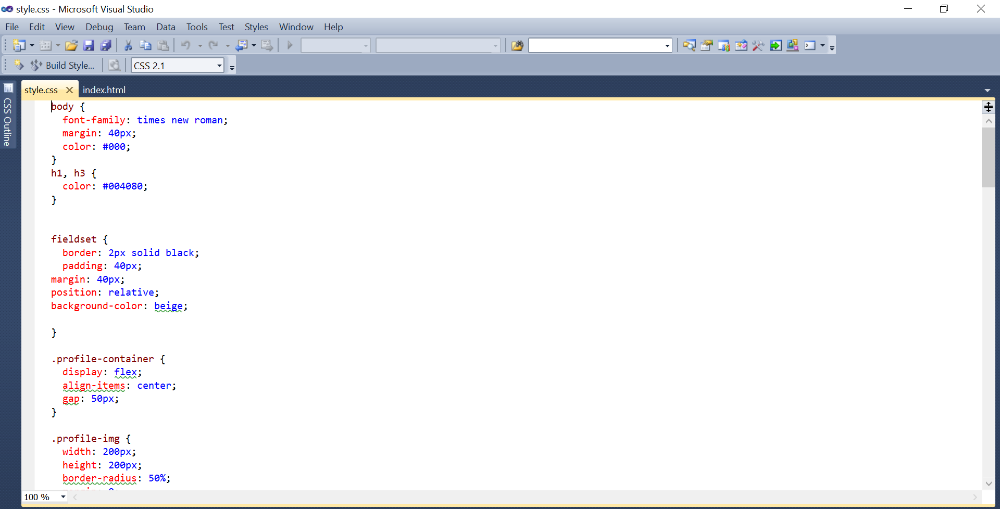 style.css - Microsoft Visual Studio
File Edit View Debug Team Data Tools Test Styles Window Help
Build Style...
CSS 2.1
CSS Outline
style.css index.html
body {
font-family: times new roman;
margin: 40px;
color: #000;
}
h1, h3 {
color: #004080;
}
fieldset {
border: 2px solid black;
padding: 40px;
margin: 40px;
position: relative;
background-color: beige;
}
.profile-container {
display: flex;
align-items: center;
gap: 50px;
}
.profile-img {
width: 200px;
height: 200px;
border-radius: 50%;
100 %